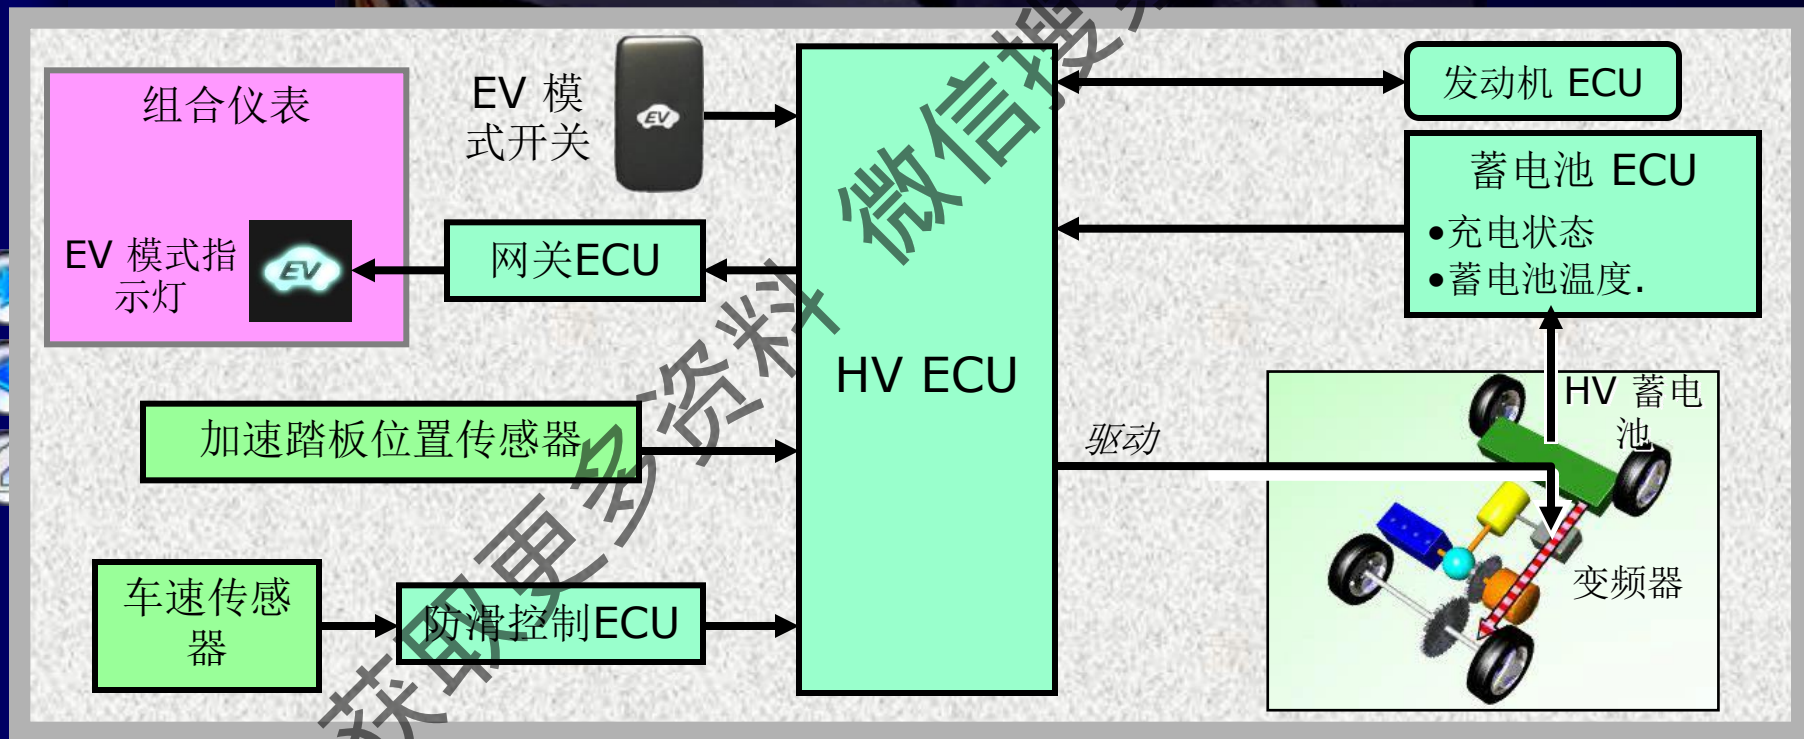 组合仪表
EV 模式指
示灯
EV
EV 模
式开关
EV
网关ECU
加速踏板位置传感器
车速传感
器
防滑控制ECU
HV ECU
发动机 ECU
蓄电池 ECU
•充电状态
•蓄电池温度.
驱动
HV 蓄电
池
变频器
获取更多资料 微信搜